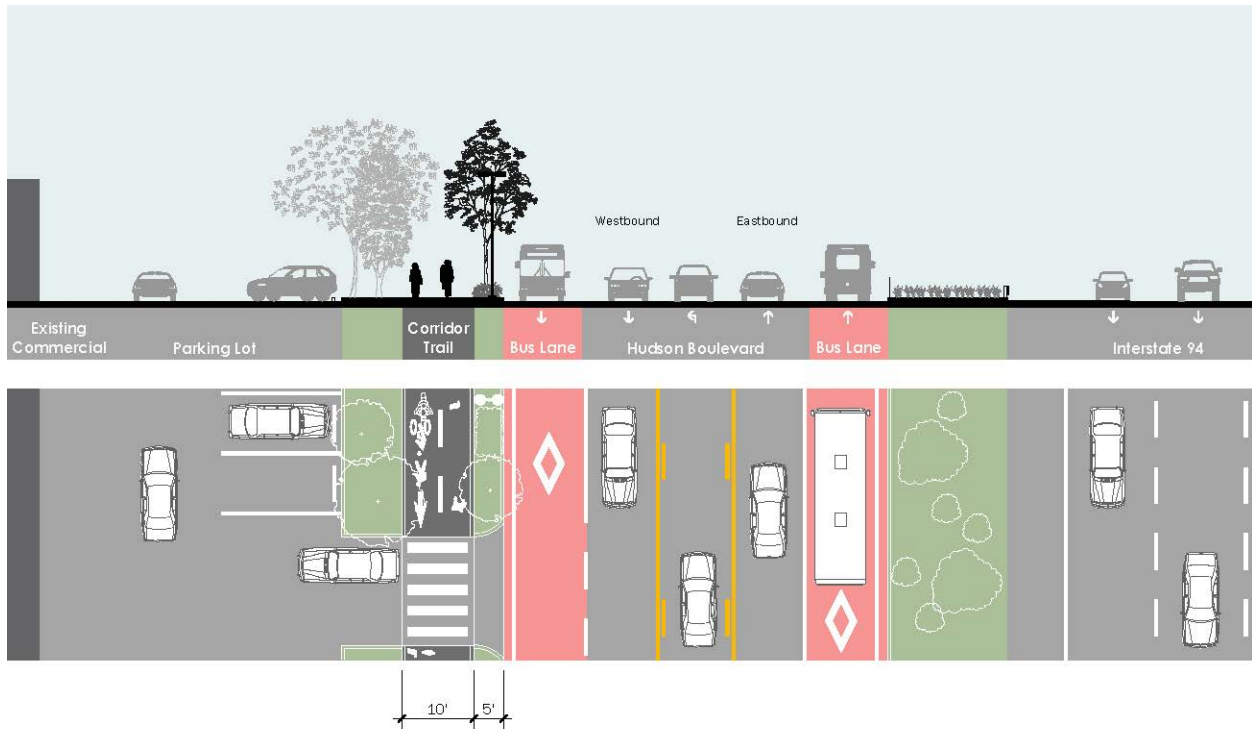 Westbound
Eastbound
Existing
Commercial
Parking Lot
Corridor
Trail
Bus Lane
Hudson Boulevard
Bus Lane
Interstate 94
10'
5'